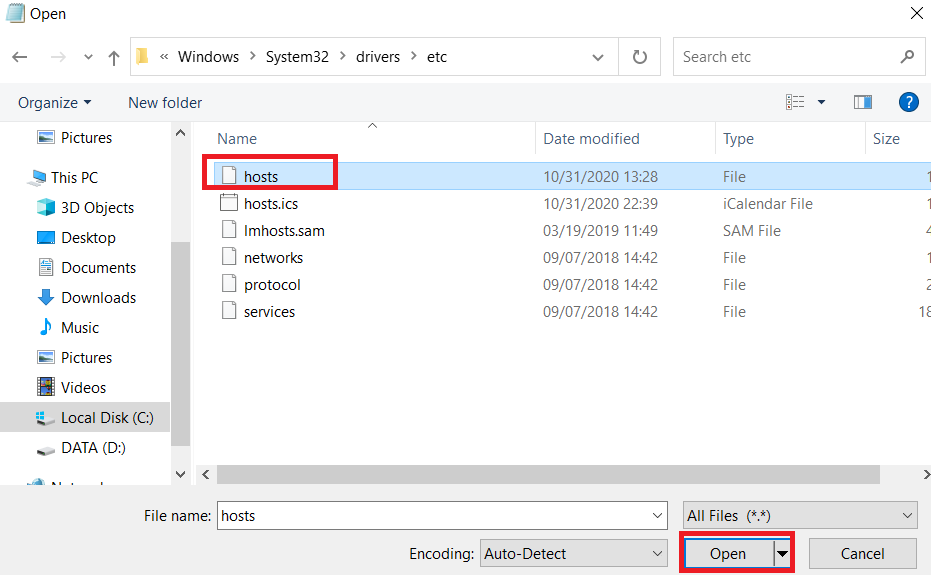 Open
« Windows > System32 > drivers > etc
Search etc
Organize
New folder
?
Name Date modified Type Size
Pictures
This PC
3D Objects
Desktop
Documents
Downloads
Music
Pictures
Videos
Local Disk (C:)
DATA (D:)
hosts 10/31/2020 13:28 File 1
hosts.ics 10/31/2020 22:39 iCalendar File 1
lmhosts.sam 03/19/2019 11:49 SAM File 4
networks 09/07/2018 14:42 File 1
protocol 09/07/2018 14:42 File 2
services 09/07/2018 14:42 File 18
File name: hosts All Files (*.*)
Encoding: Auto-Detect Open Cancel